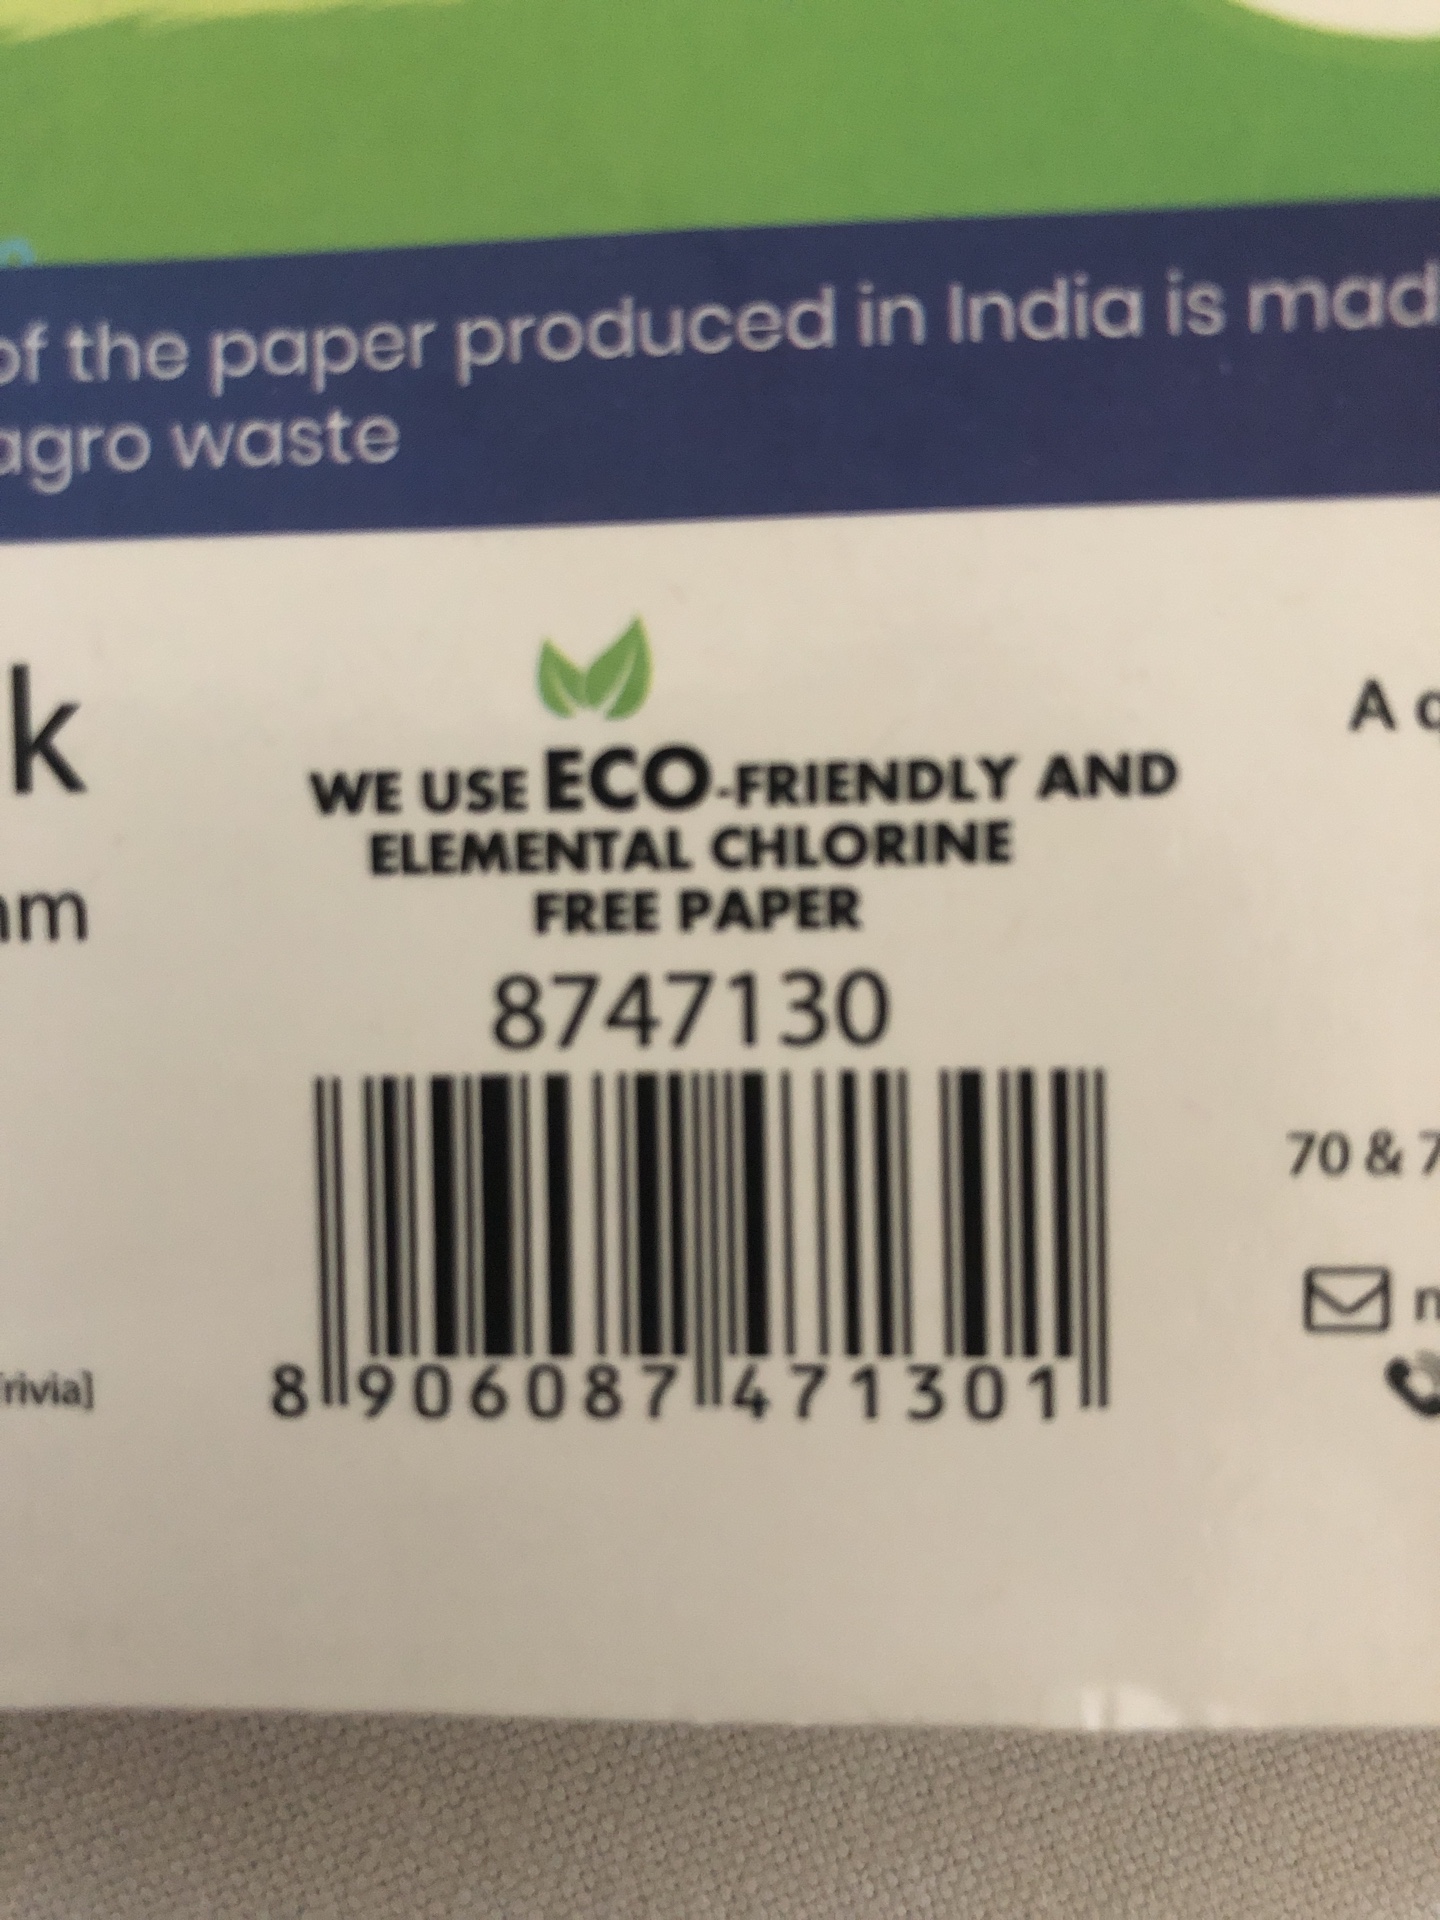 of the paper produced in India is mad
agro waste
k
mm
WE USE ECO-FRIENDLY AND
ELEMENTAL CHLORINE
FREE PAPER
8747130
8 906087 471301
rivia]
A q
70 & 7